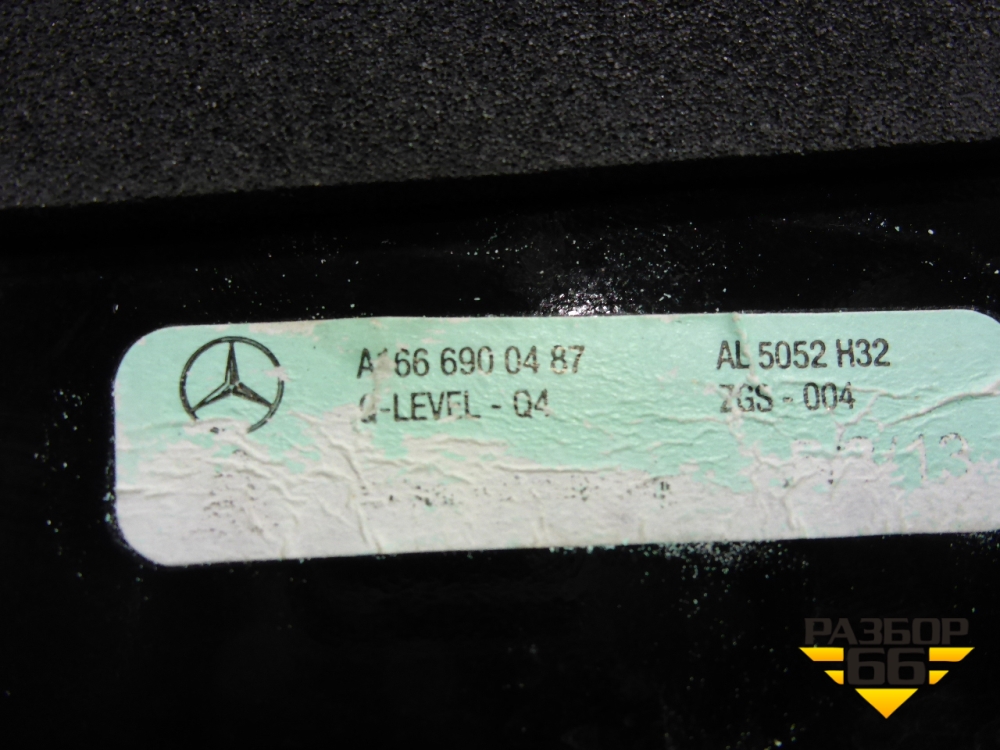 A166 690 04 87
AL 5052 H32
Q-LEVEL - Q4
ZGS - 004
РАЗБОР
66